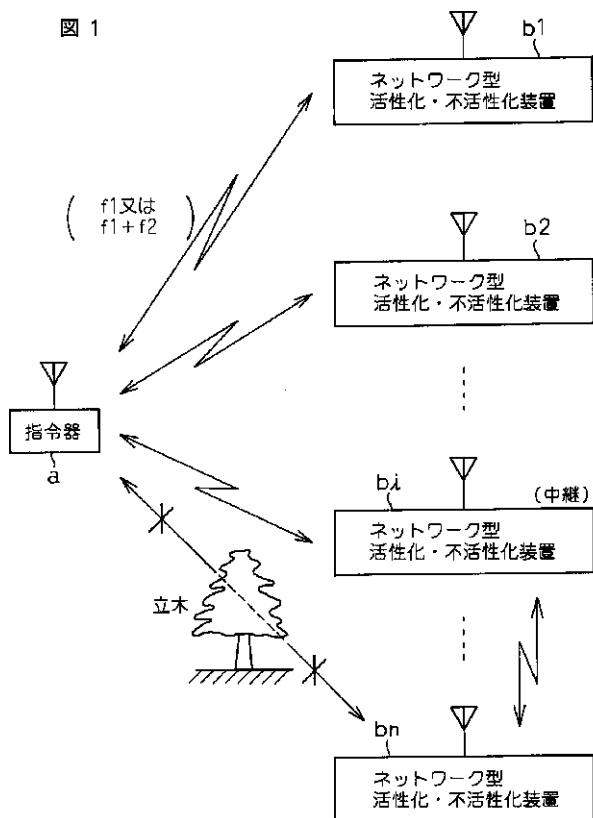 図 1
b1
ネットワーク型
活性化・不活性化装置
f1又は
f1+f2
b2
ネットワーク型
活性化・不活性化装置
指令器
a
bi
(中継)
ネットワーク型
活性化・不活性化装置
立木
bn
ネットワーク型
活性化・不活性化装置